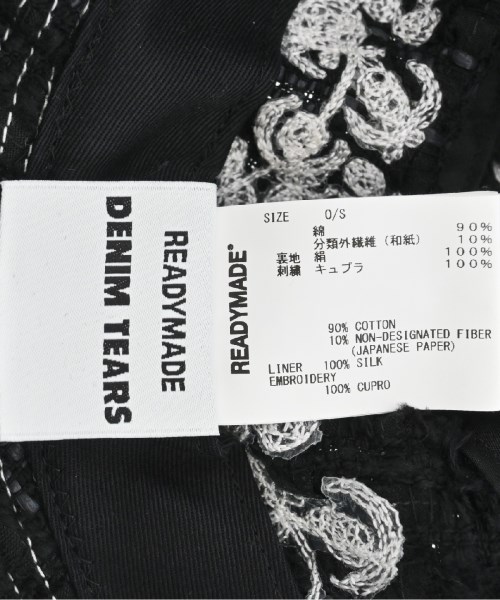 READYMADE
DENIM TEARS
READYMADE®
SIZE O/S
綿 90%
分類外繊維(和紙) 10%
裏地 絹 100%
刺繍 キュプラ 100%
90% COTTON
10% NON-DESIGNATED FIBER
(JAPANESE PAPER)
LINER 100% SILK
EMBROIDERY
100% CUPRO